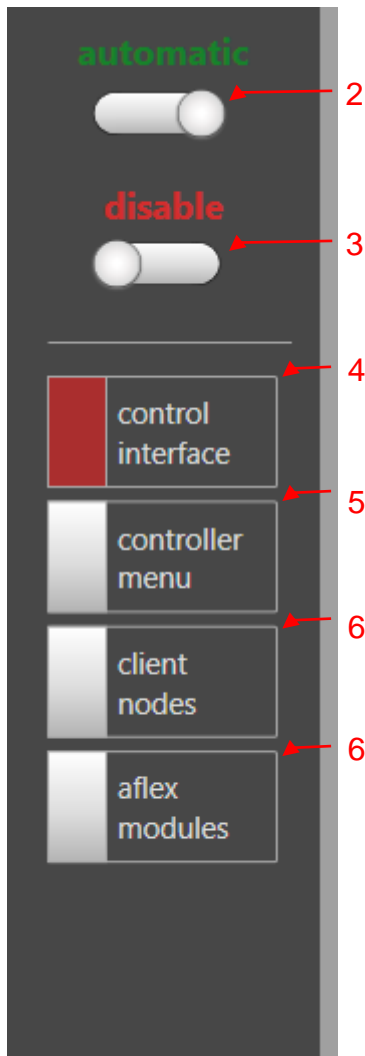 automatic
2
disable
3
4
control
interface
5
controller
menu
6
client
nodes
6
aflex
modules